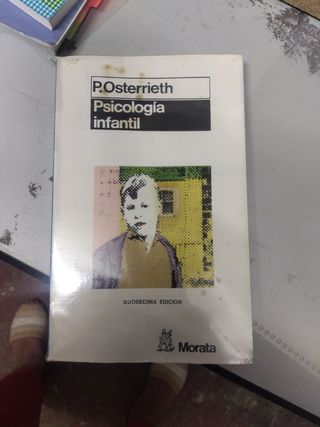 P.Osterrieth
Psicología
infantil
DUODECIMA EDICION
Morata